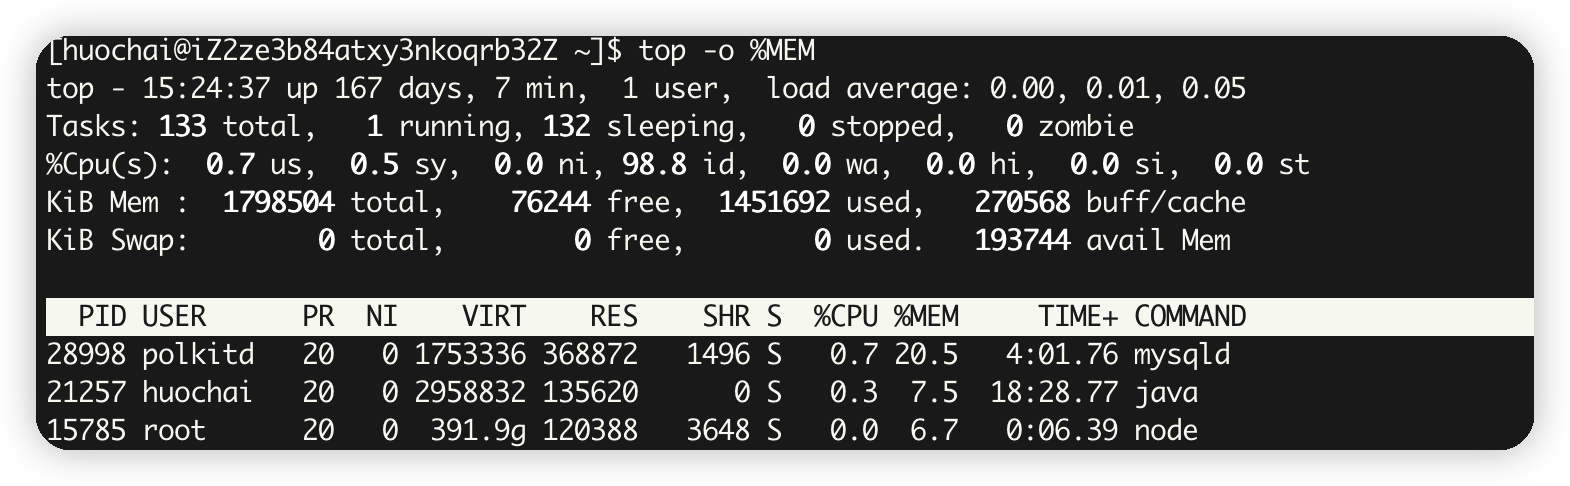 [huochai@iZ2ze3b84atxy3nkoqrb32Z ~]$ top -o %MEM
top - 15:24:37 up 167 days, 7 min,  1 user,  load average: 0.00, 0.01, 0.05
Tasks: 133 total,   1 running, 132 sleeping,   0 stopped,   0 zombie
%Cpu(s):  0.7 us,  0.5 sy,  0.0 ni, 98.8 id,  0.0 wa,  0.0 hi,  0.0 si,  0.0 st
KiB Mem :  1798504 total,    76244 free,  1451692 used,   270568 buff/cache
KiB Swap:        0 total,        0 free,        0 used.   193744 avail Mem
  PID USER      PR  NI    VIRT    RES    SHR S  %CPU %MEM     TIME+ COMMAND
28998 polkitd   20   0 1753336 368872   1496 S   0.7 20.5   4:01.76 mysqld
21257 huochai   20   0 2958832 135620      0 S   0.3  7.5  18:28.77 java
15785 root      20   0  391.9g 120388   3648 S   0.0  6.7   0:06.39 node